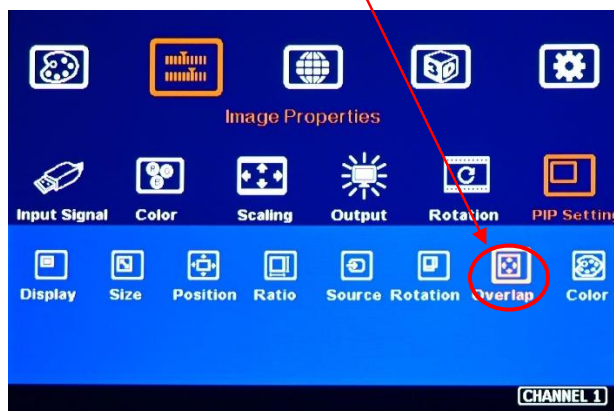 Image Properties
Input Signal Color Scaling Output Rotation PIP Setting
Display Size Position Ratio Source Rotation Overlap Color
CHANNEL 1